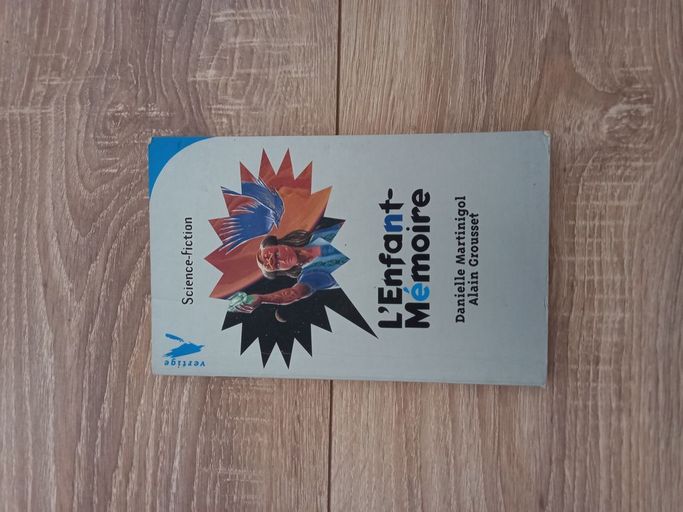 vertige
Science-fiction
L'Enfant-
Mémoire
Danielle Martinigol
Alain Grousset